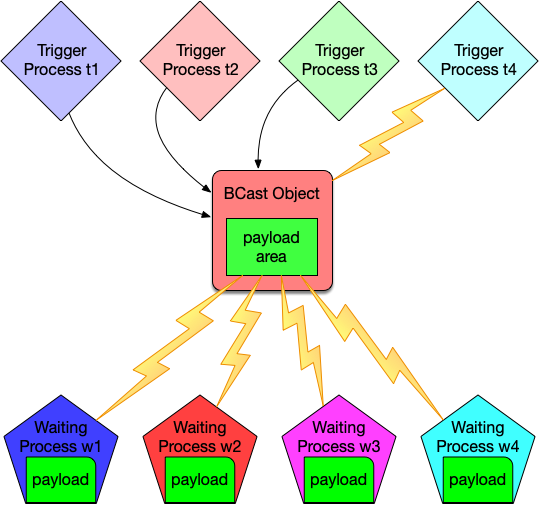 Trigger
Process t1
Trigger
Process t2
Trigger
Process t3
Trigger
Process t4
BCast Object
payload
area
Waiting
Process w1
payload
Waiting
Process w2
payload
Waiting
Process w3
payload
Waiting
Process w4
payload